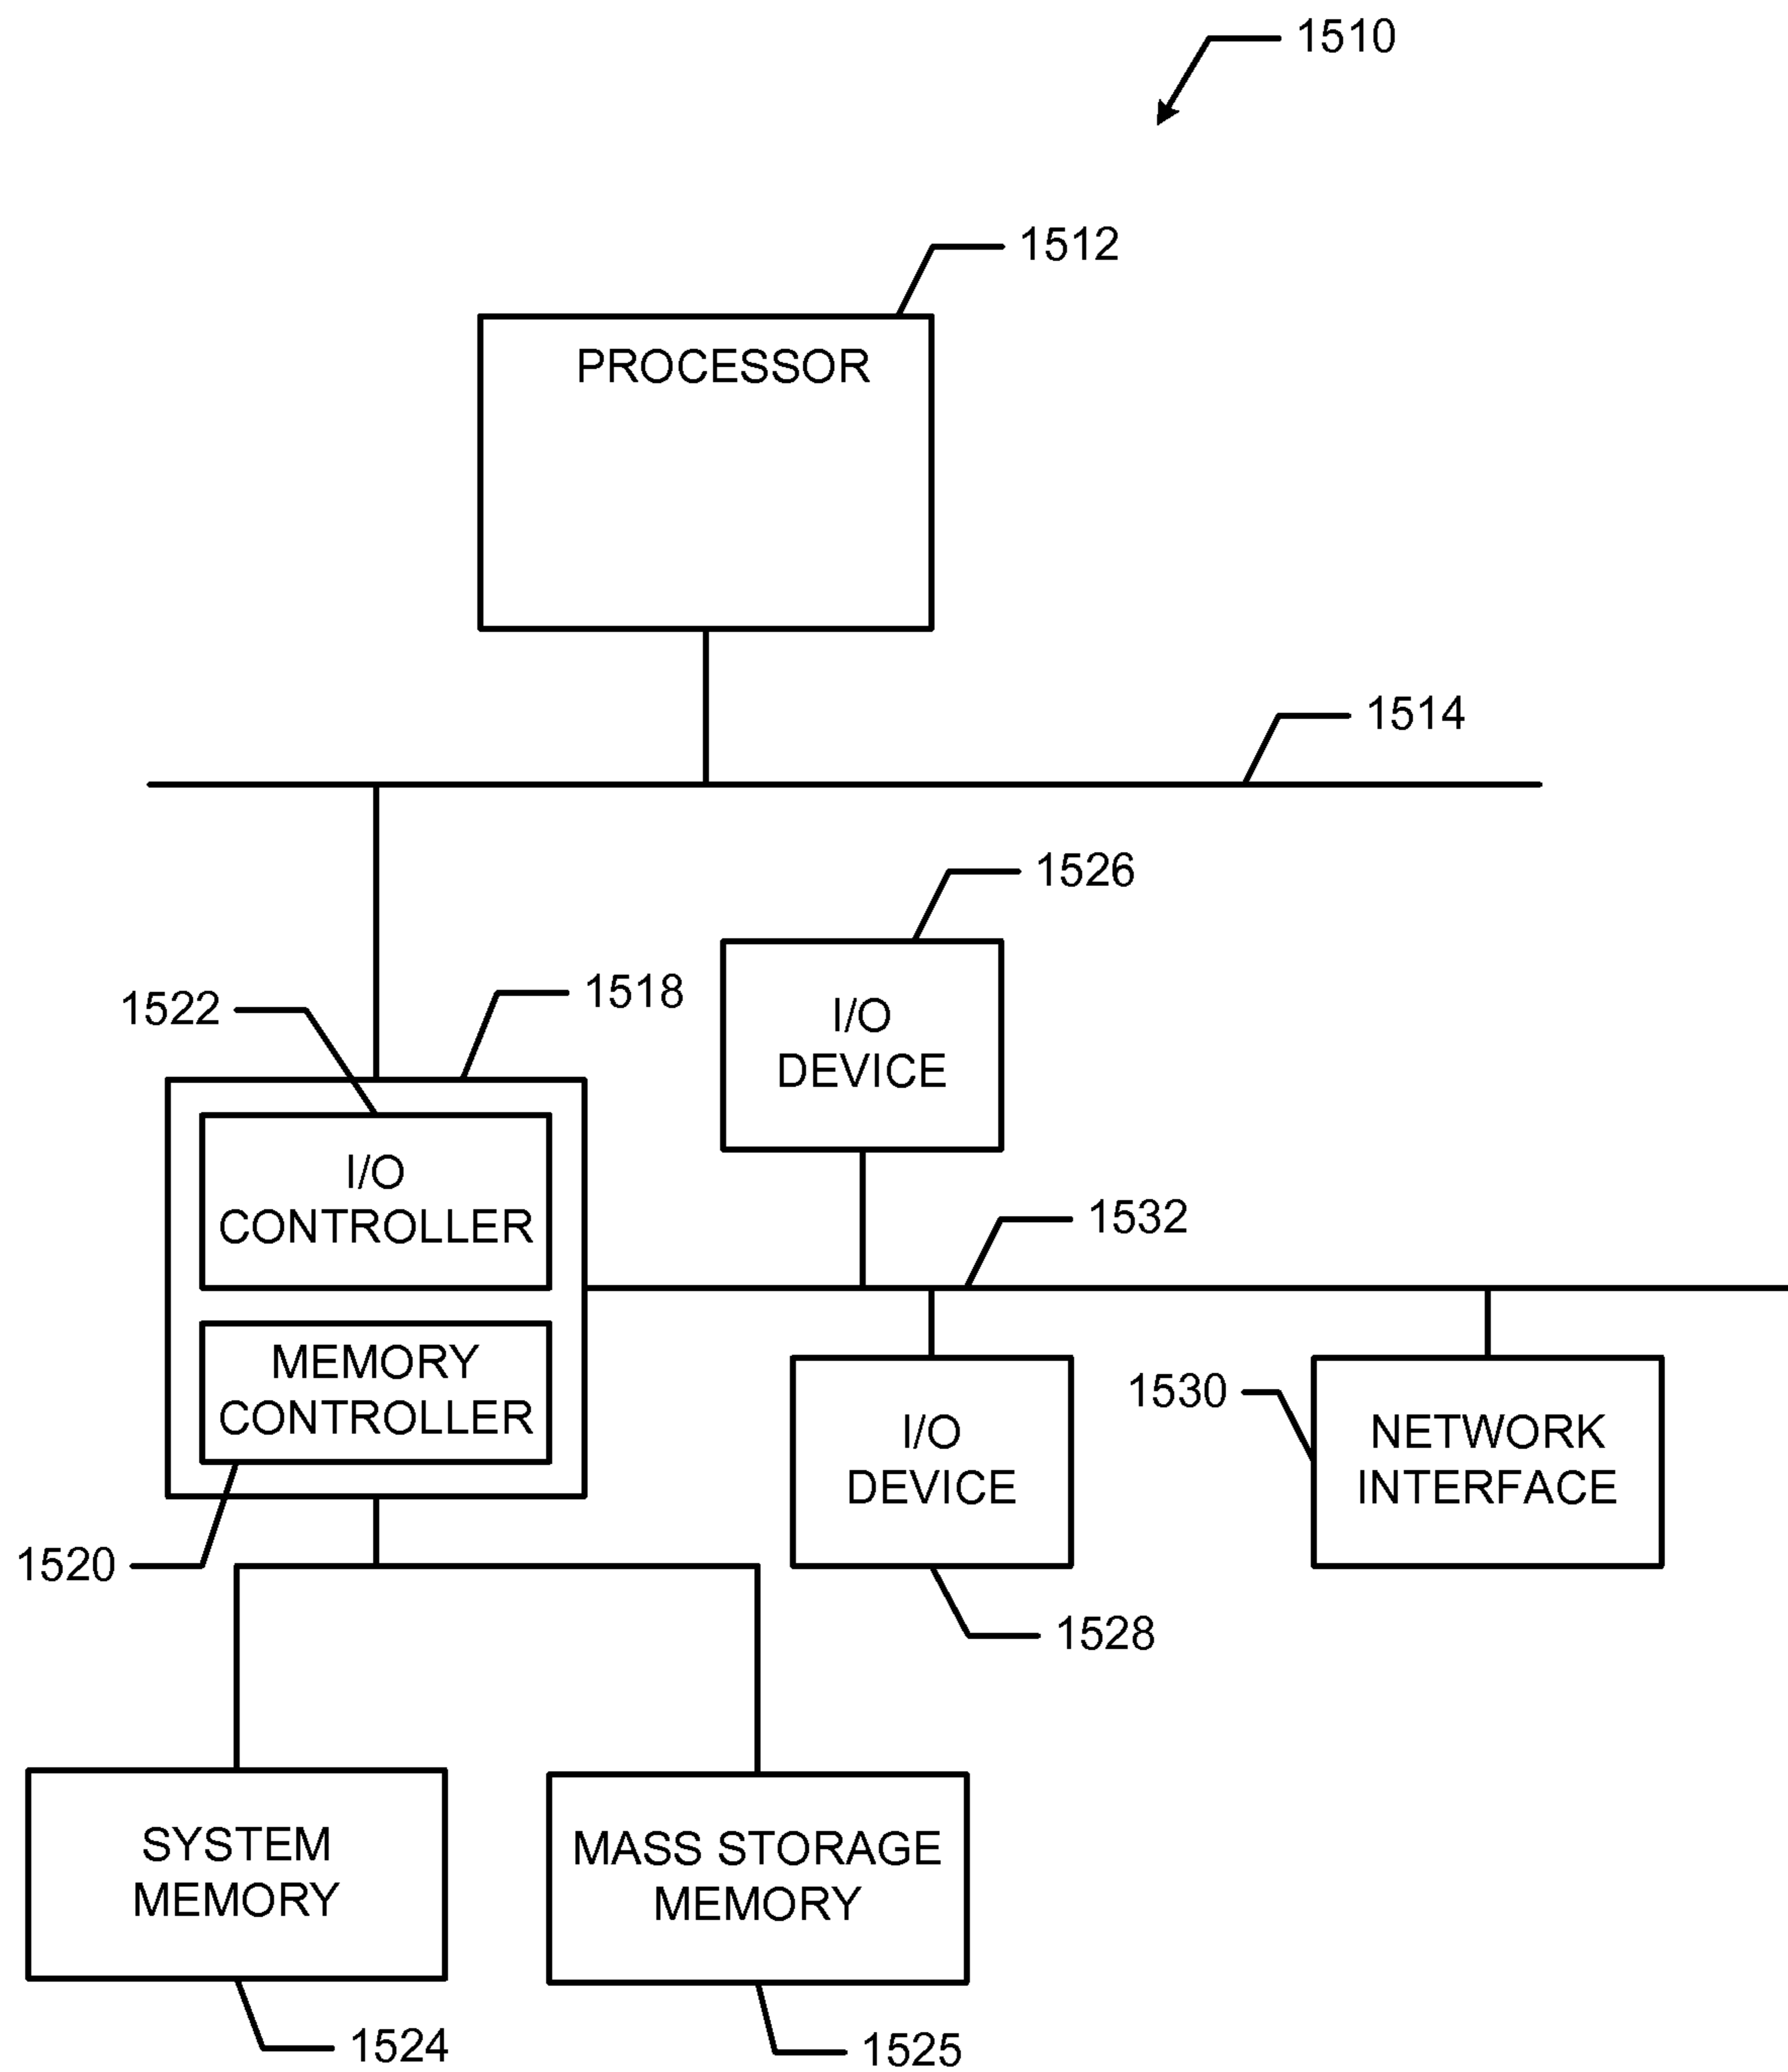 1510
1512
PROCESSOR
1514
1526
1518
1522
I/O
DEVICE
I/O
CONTROLLER
1532
MEMORY
CONTROLLER
1530
I/O
DEVICE
NETWORK
INTERFACE
1520
1528
SYSTEM
MEMORY
MASS STORAGE
MEMORY
1524
1525